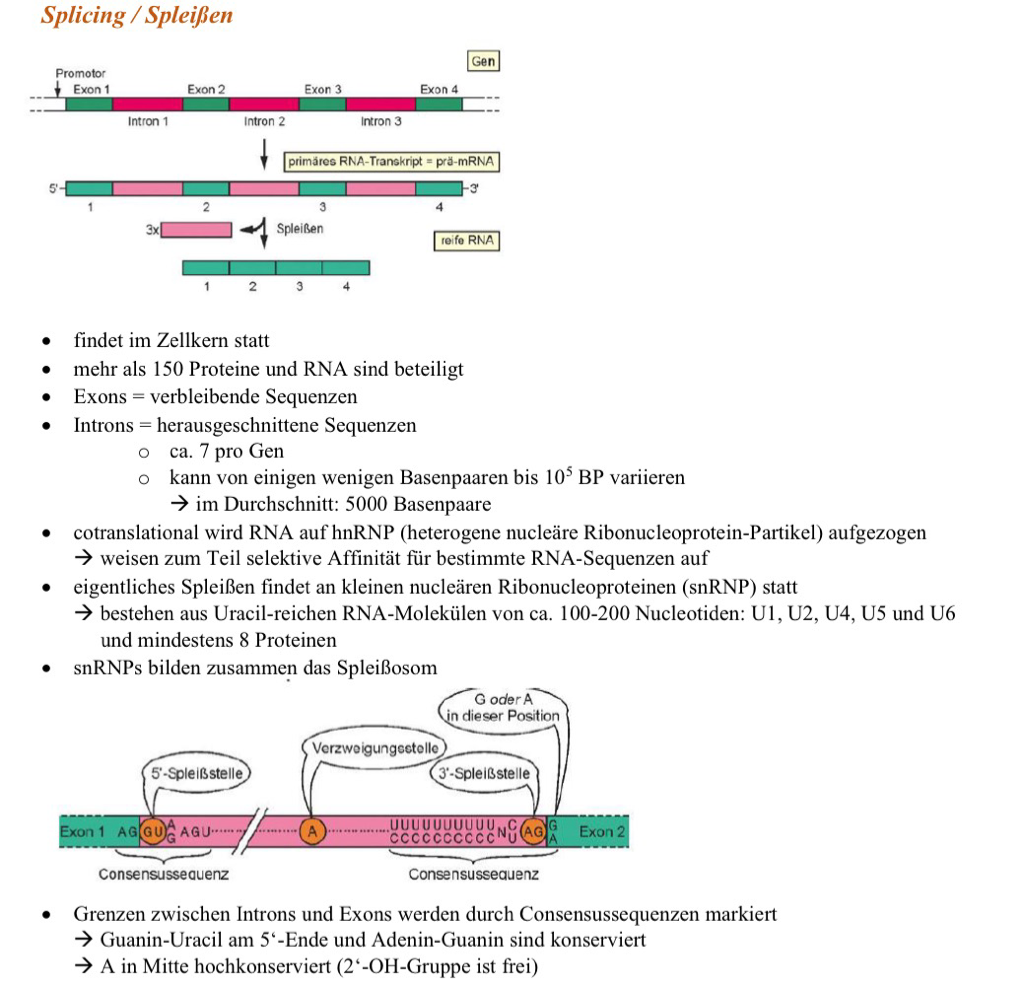 Splicing / Spleißen
Gen
Promotor
Exon 1 Exon 2 Exon 3 Exon 4
Intron 1 Intron 2 Intron 3
primäres RNA-Transkript = prä-mRNA
5'- -3'
1 2 3 4
3x Spleißen
reife RNA
1 2 3 4
• findet im Zellkern statt
• mehr als 150 Proteine und RNA sind beteiligt
• Exons = verbleibende Sequenzen
• Introns = herausgeschnittene Sequenzen
o ca. 7 pro Gen
o kann von einigen wenigen Basenpaaren bis 10⁵ BP variieren
→ im Durchschnitt: 5000 Basenpaare
• cotranslational wird RNA auf hnRNP (heterogene nucleäre Ribonucleoprotein-Partikel) aufgezogen
→ weisen zum Teil selektive Affinität für bestimmte RNA-Sequenzen auf
• eigentliches Spleißen findet an kleinen nucleären Ribonucleoproteinen (snRNP) statt
→ bestehen aus Uracil-reichen RNA-Molekülen von ca. 100-200 Nucleotiden: U1, U2, U4, U5 und U6
und mindestens 8 Proteinen
• snRNPs bilden zusammen das Spleißosom
G oder A
in dieser Position
Verzweigungsstelle
5'-Spleißstelle 3'-Spleißstelle
A UUUUUUUUUU C G
Exon 1 AG GU AGU A N AG Exon 2
G CCCCCCCCCC U A
Consensussequenz Consensussequenz
• Grenzen zwischen Introns und Exons werden durch Consensussequenzen markiert
→ Guanin-Uracil am 5‘-Ende und Adenin-Guanin sind konserviert
→ A in Mitte hochkonserviert (2‘-OH-Gruppe ist frei)